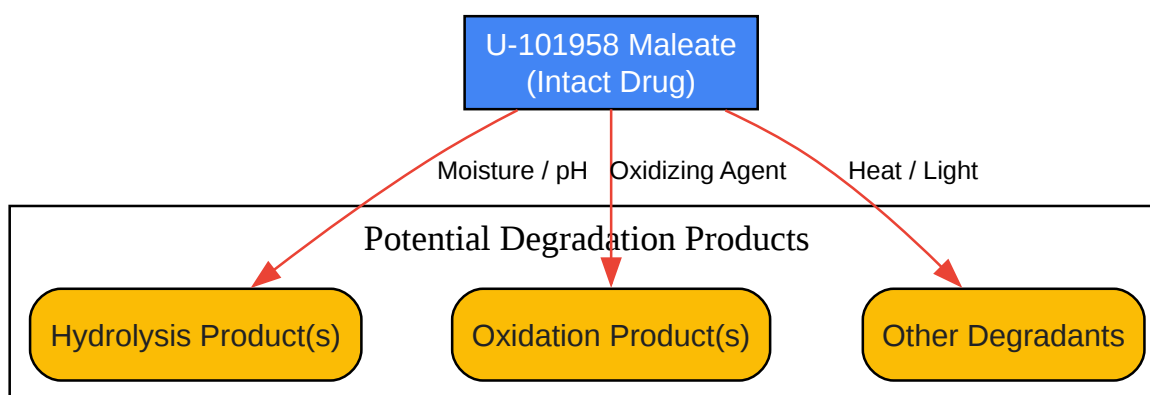 U-101958 Maleate
(Intact Drug)
Moisture / pH
Oxidizing Agent
Heat / Light
Potential Degradation Products
Hydrolysis Product(s)
Oxidation Product(s)
Other Degradants